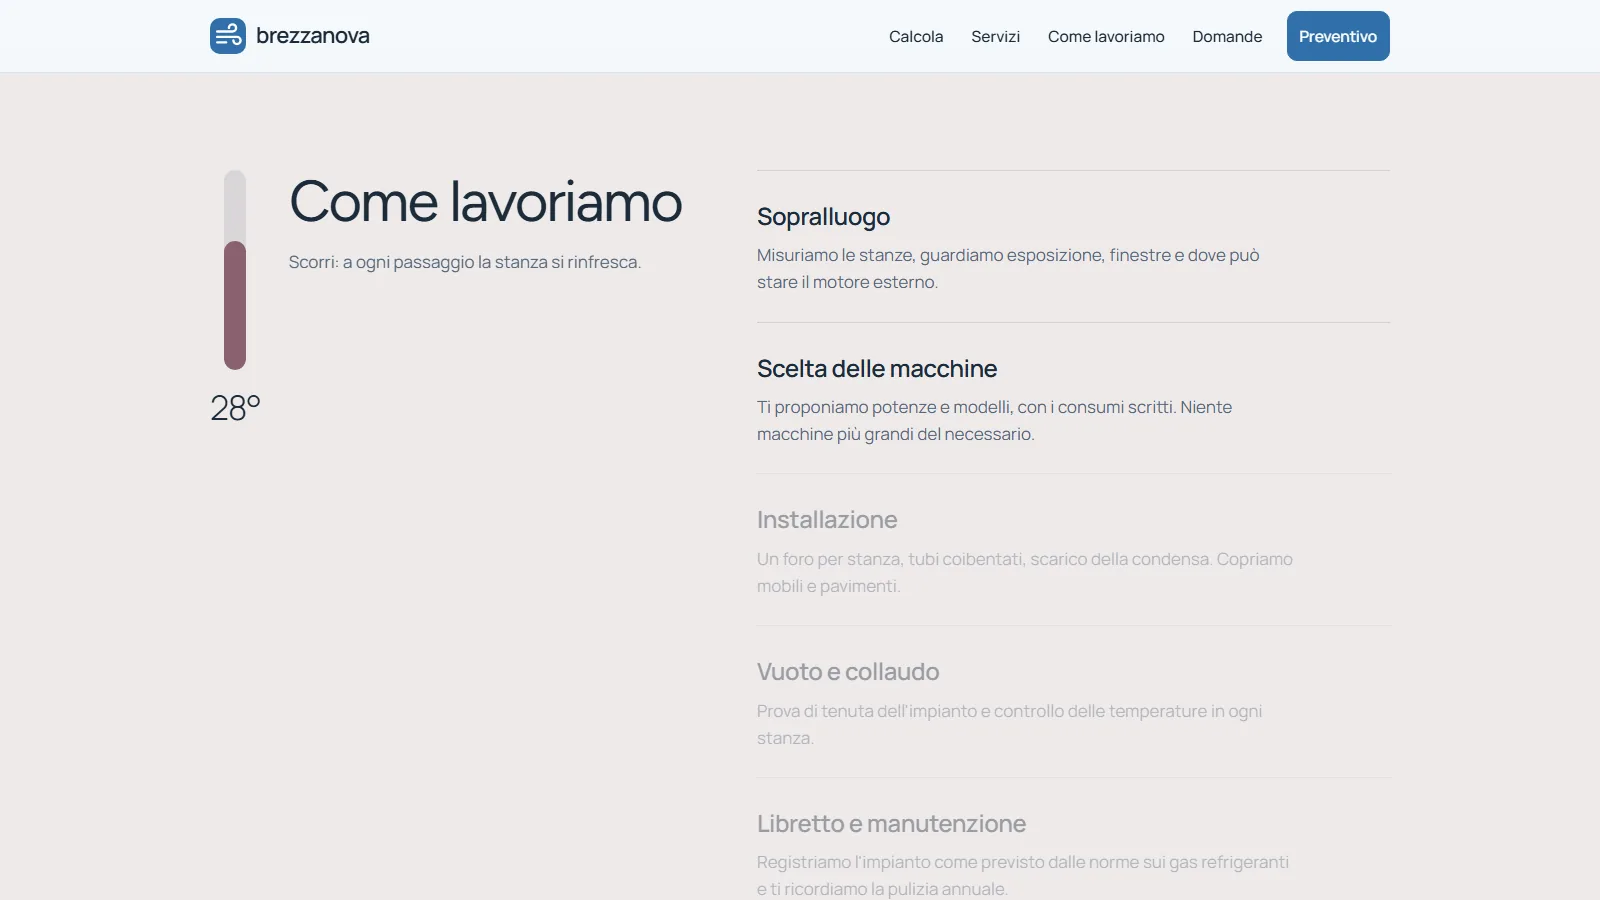 brezzanova
Calcola
Servizi
Come lavoriamo
Domande
Preventivo
Come lavoriamo
Scorri: a ogni passaggio la stanza si rinfresca.
28°
Sopralluogo
Misuriamo le stanze, guardiamo esposizione, finestre e dove può
stare il motore esterno.
Scelta delle macchine
Ti proponiamo potenze e modelli, con i consumi scritti. Niente
macchine più grandi del necessario.
Installazione
Un foro per stanza, tubi coibentati, scarico della condensa. Copriamo
mobili e pavimenti.
Vuoto e collaudo
Prova di tenuta dell'impianto e controllo delle temperature in ogni
stanza.
Libretto e manutenzione
Registriamo l'impianto come previsto dalle norme sui gas refrigeranti
e ti ricordiamo la pulizia annuale.